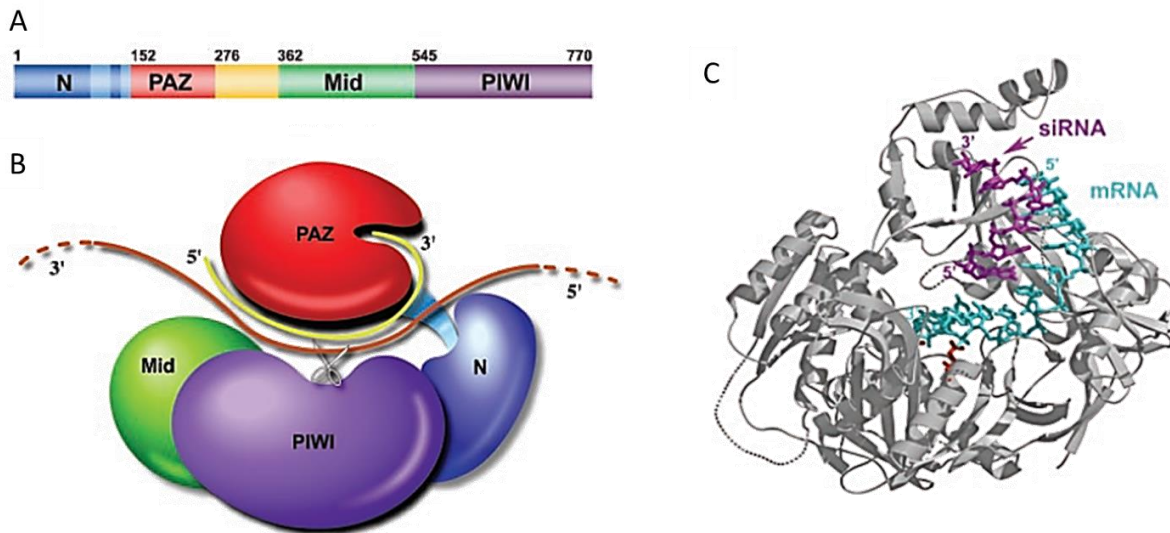 A
1 152 276 362 545 770
N PAZ Mid PIWI
B
PAZ
3'
5'
3'
5'
Mid
N
PIWI
C
siRNA
3'
5'
mRNA
5'